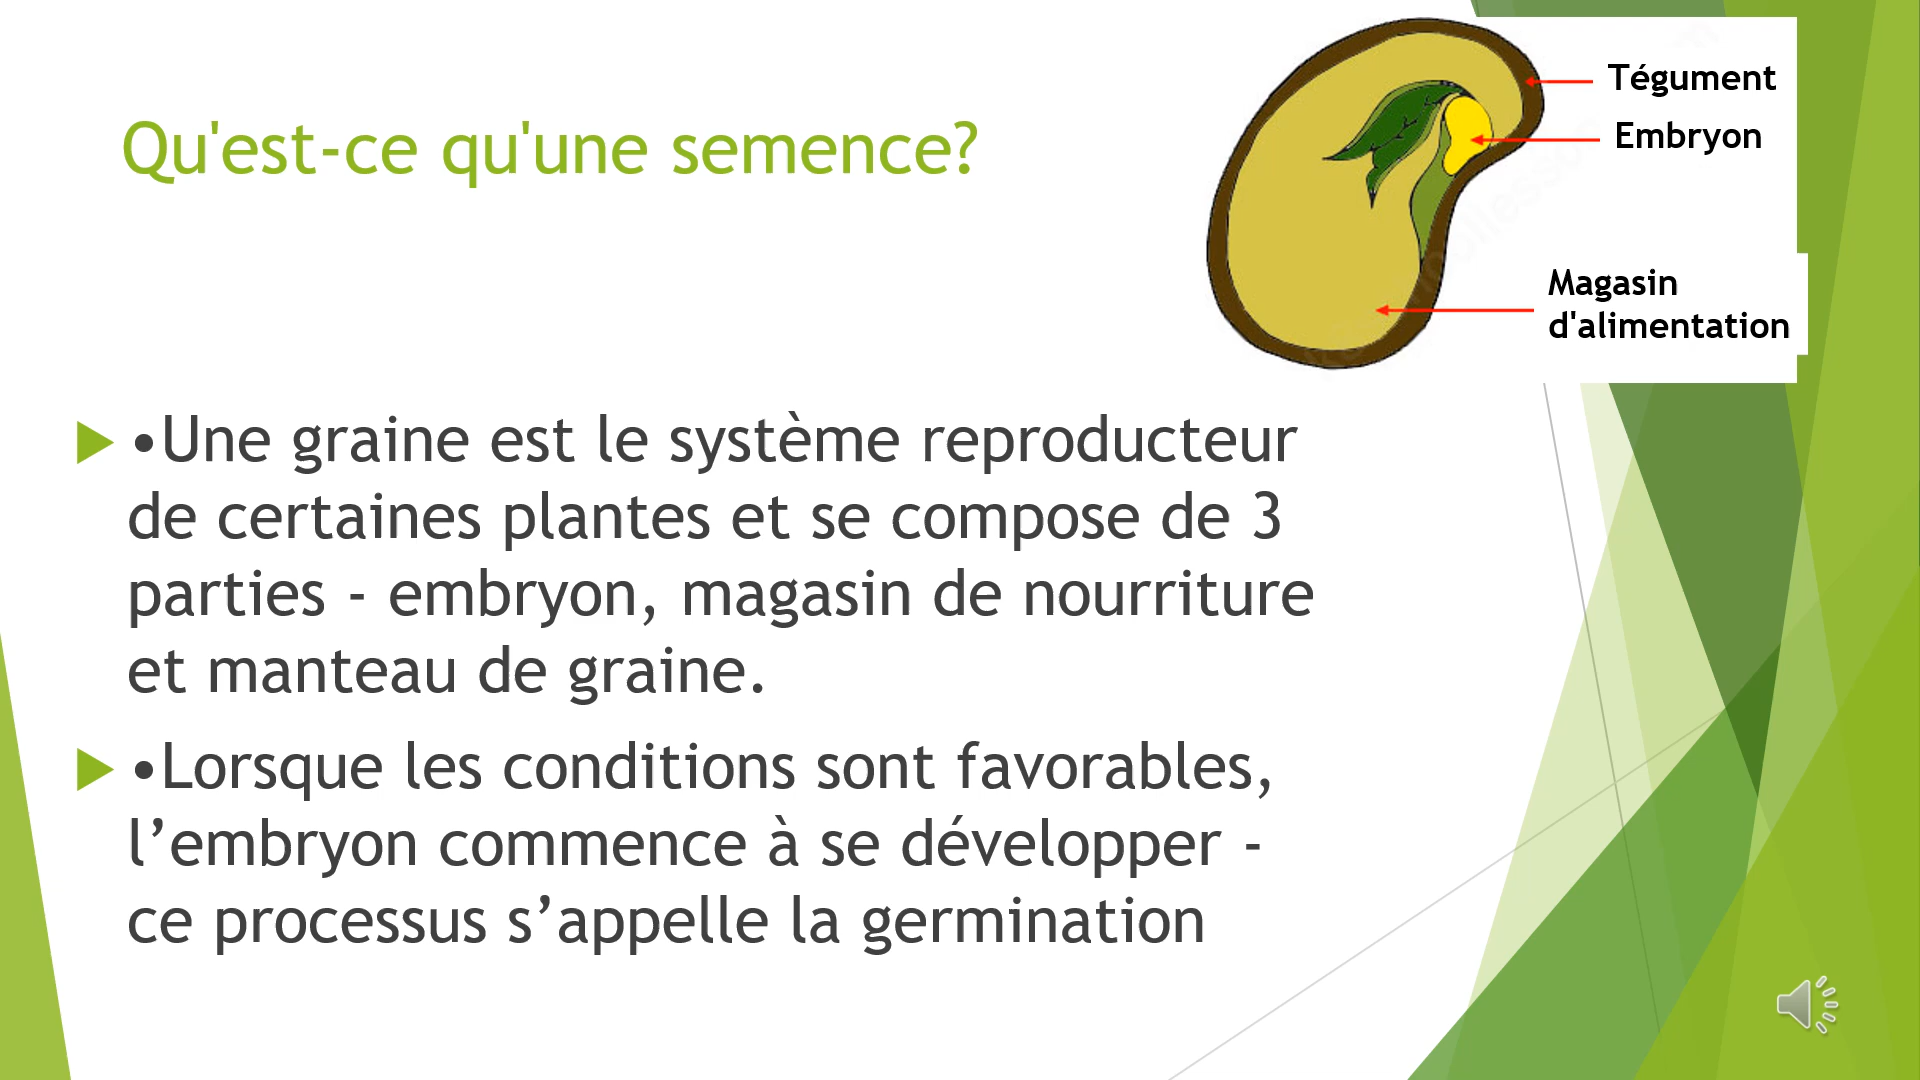 Qu'est-ce qu'une semence?
Tégument
Embryon
Magasin
d'alimentation
•Une graine est le système reproducteur
de certaines plantes et se compose de 3
parties - embryon, magasin de nourriture
et manteau de graine.
•Lorsque les conditions sont favorables,
l’embryon commence à se développer -
ce processus s’appelle la germination